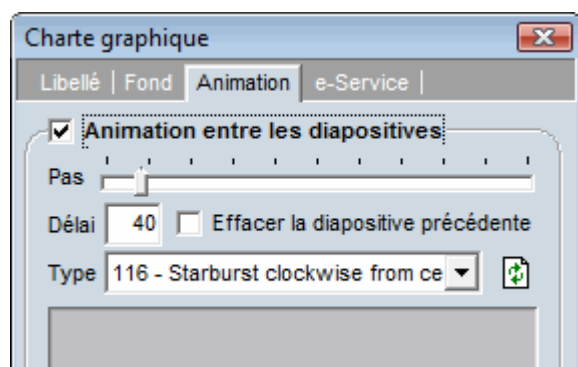 Charte graphique
Libellé | Fond Animation e-Service |
Animation entre les diapositives
Pas
Délai 40 Effacer la diapositive précédente
Type 116 - Starburst clockwise from ce